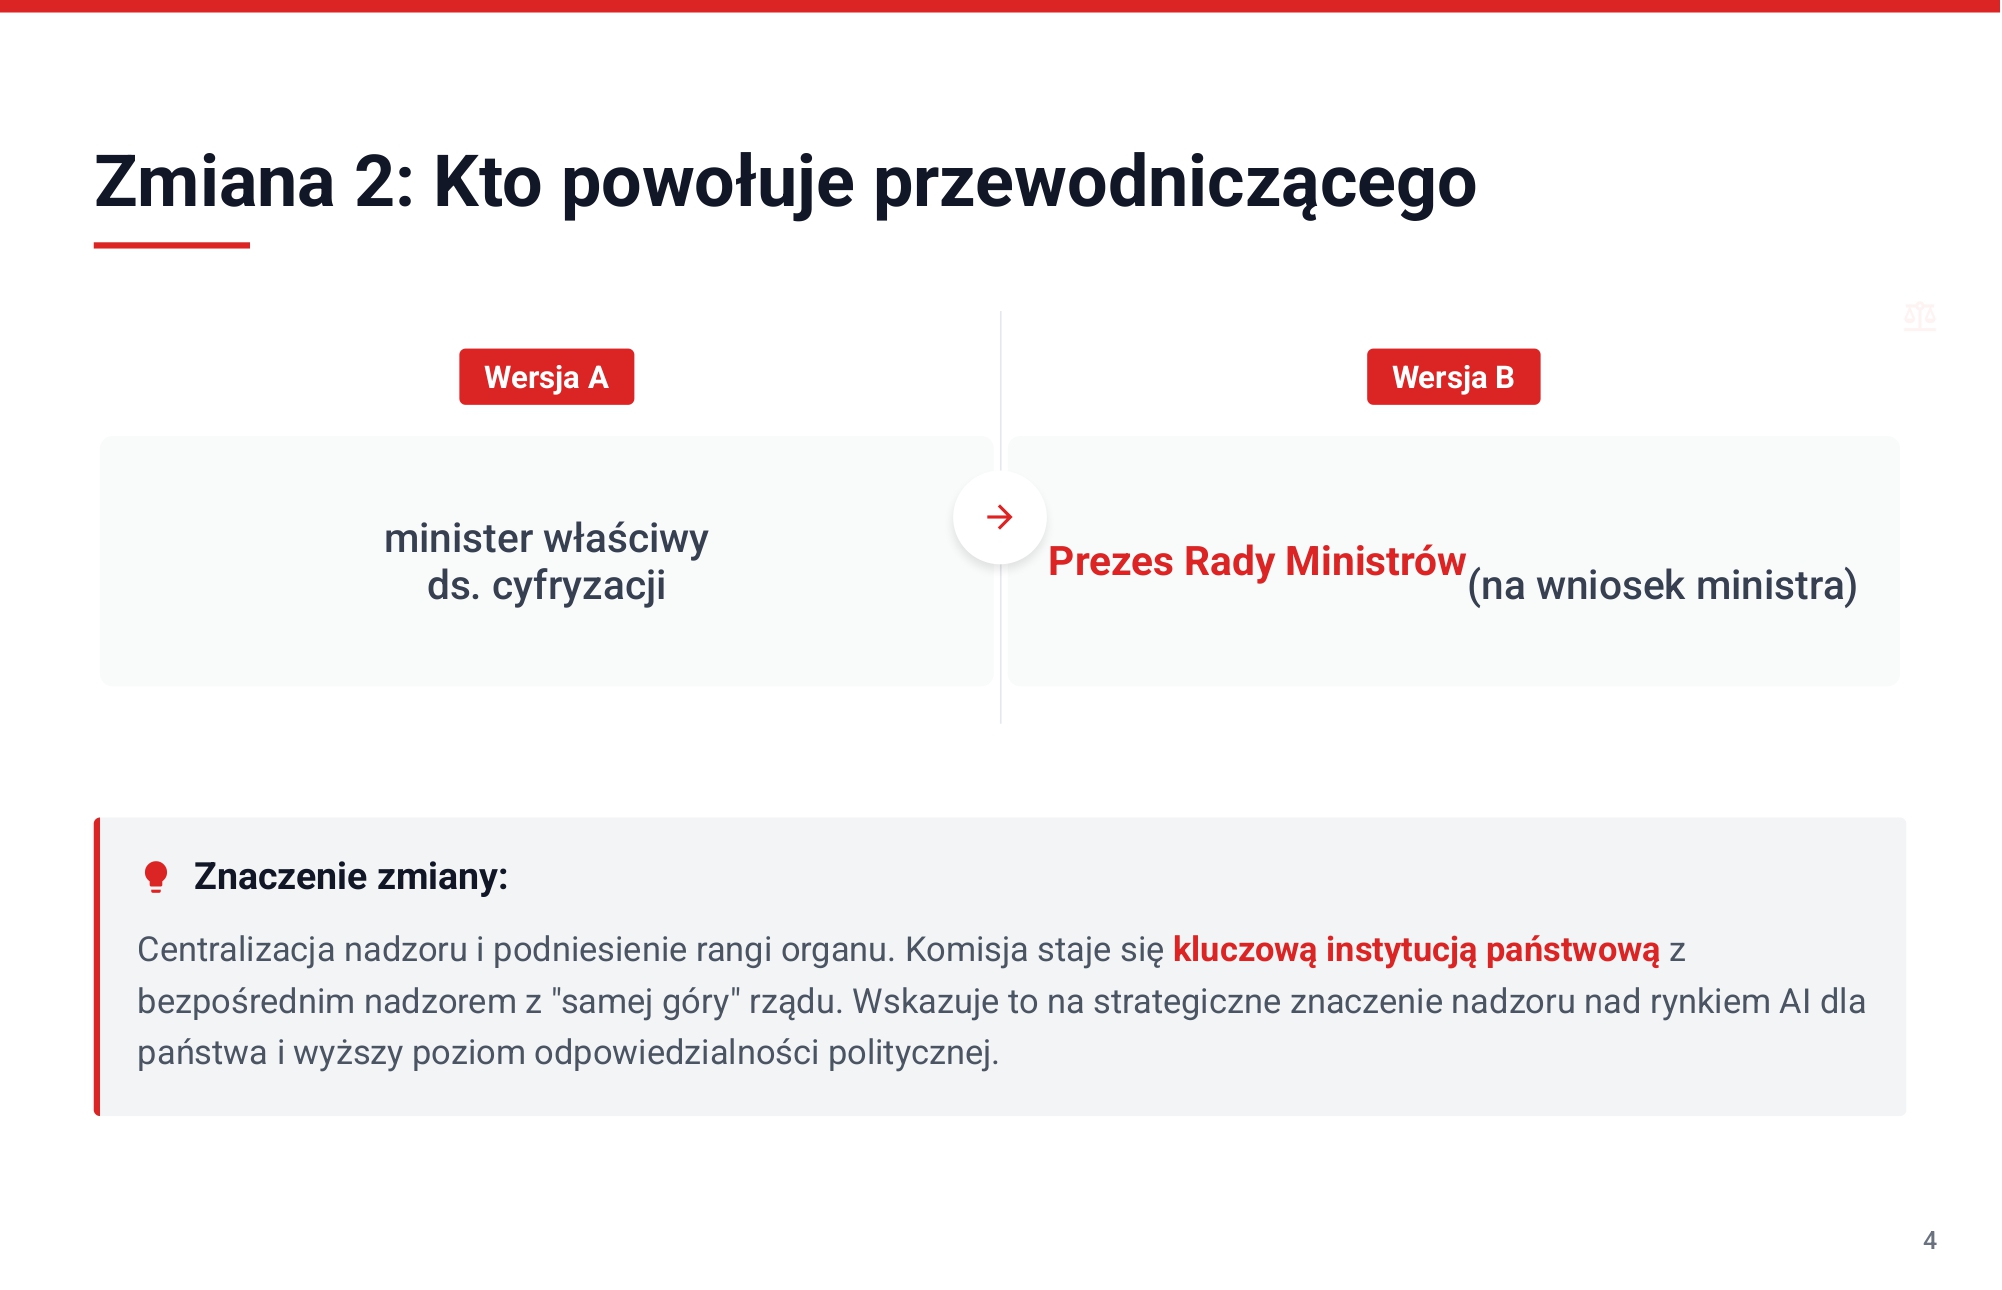 Zmiana 2: Kto powołuje przewodniczącego
Wersja A
minister właściwy
ds. cyfryzacji
Wersja B
Prezes Rady Ministrów
(na wniosek ministra)
Znaczenie zmiany:
Centralizacja nadzoru i podniesienie rangi organu. Komisja staje się kluczową instytucją państwową z
bezpośrednim nadzorem z "samej góry" rządu. Wskazuje to na strategiczne znaczenie nadzoru nad rynkiem AI dla
państwa i wyższy poziom odpowiedzialności politycznej.
4